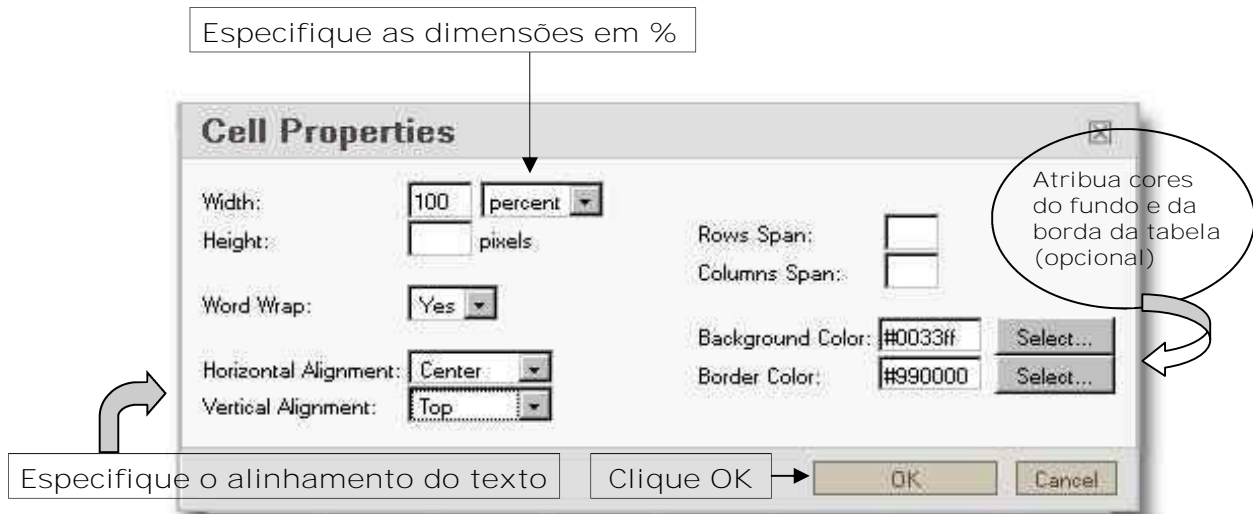 Especifique as dimensões em %
Cell Properties
Atribua cores
do fundo e da
borda da tabela
(opcional)
Width: 100 percent
Height: pixels
Rows Span:
Columns Span:
Word Wrap: Yes
Background Color: #0033ff Select...
Horizontal Alignment: Center
Border Color: #990000 Select...
Vertical Alignment: Top
Especifique o alinhamento do texto
Clique OK
OK
Cancel